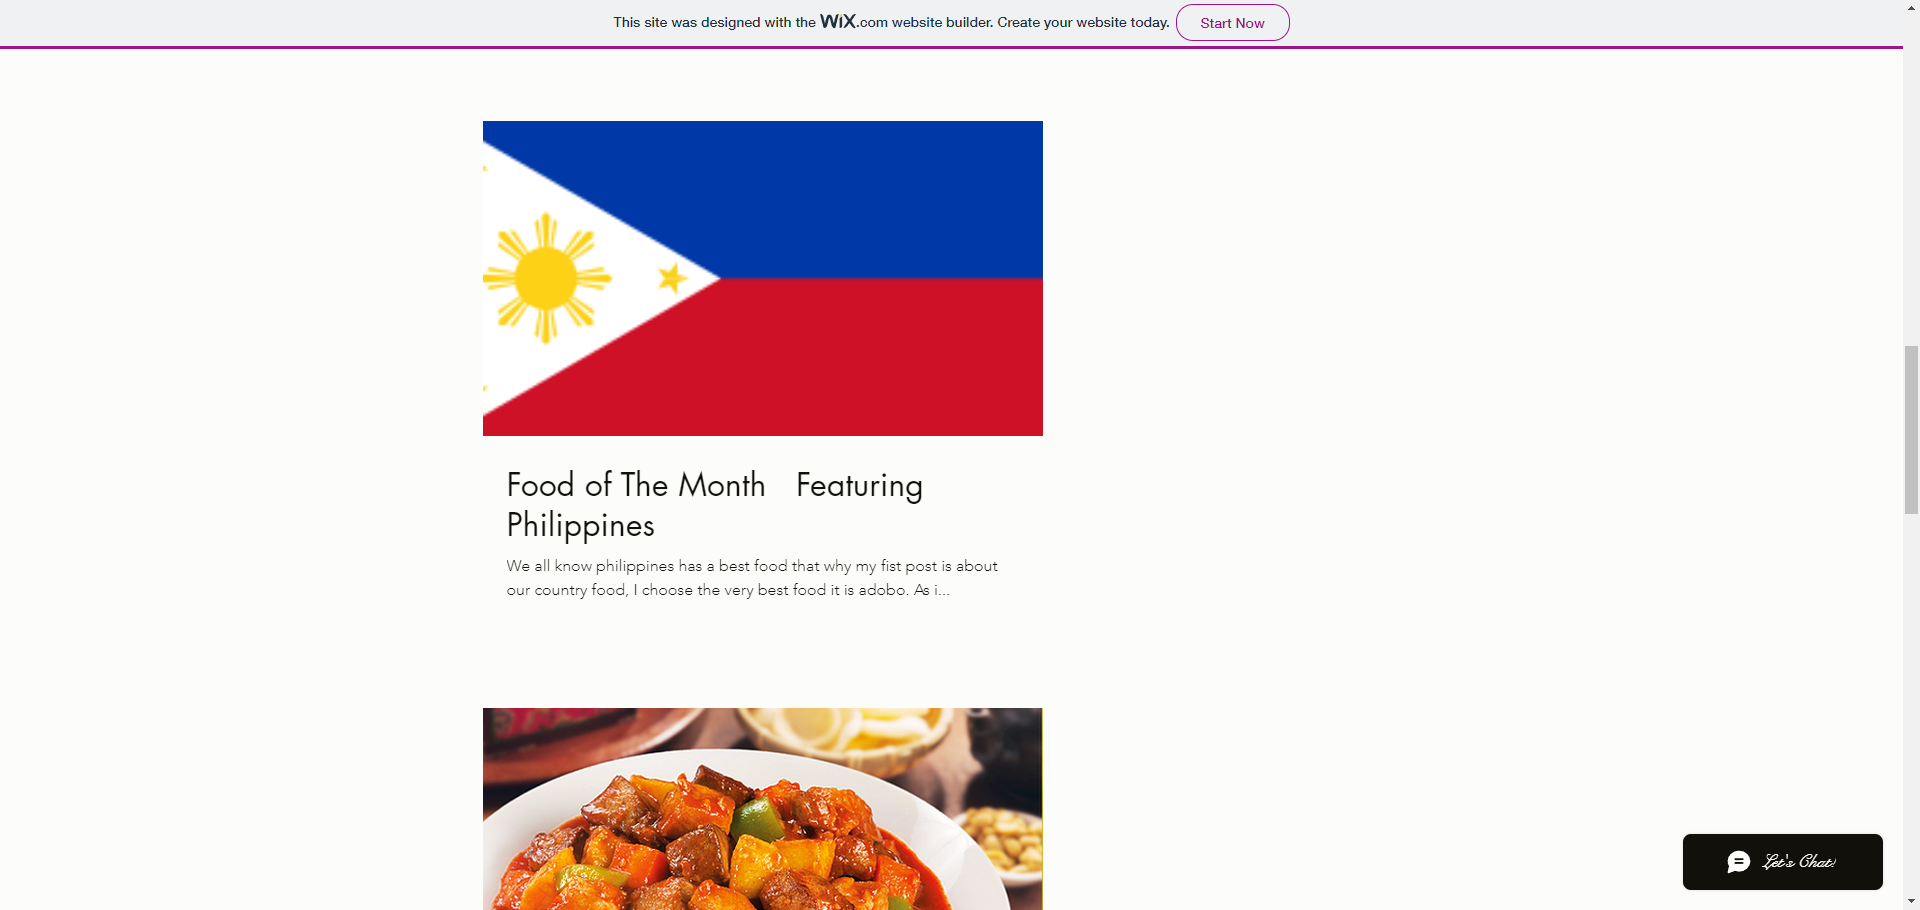 This site was designed with the WiX.com website builder. Create your website today. Start Now
Food of The Month   Featuring
Philippines
We all know philippines has a best food that why my fist post is about
our country food, I choose the very best food it is adobo. As i...
Let's Chat!